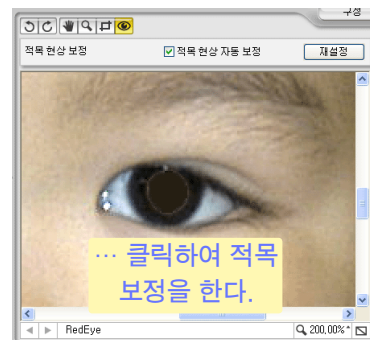 구성
적목 현상 보정
적목 현상 자동 보정
재설정
… 클릭하여 적목
보정을 한다.
RedEye
200,00%*